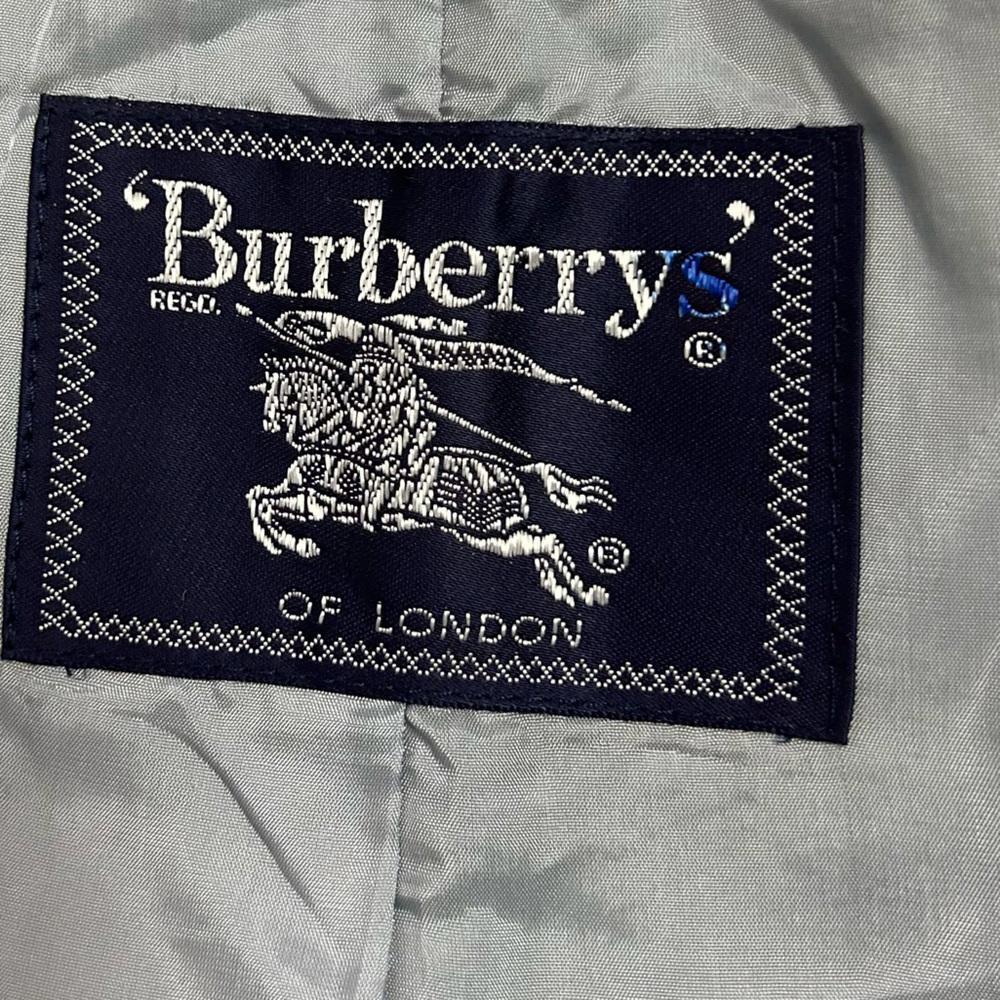 ‘Burberrys’
REGD.
®
®
OF LONDON